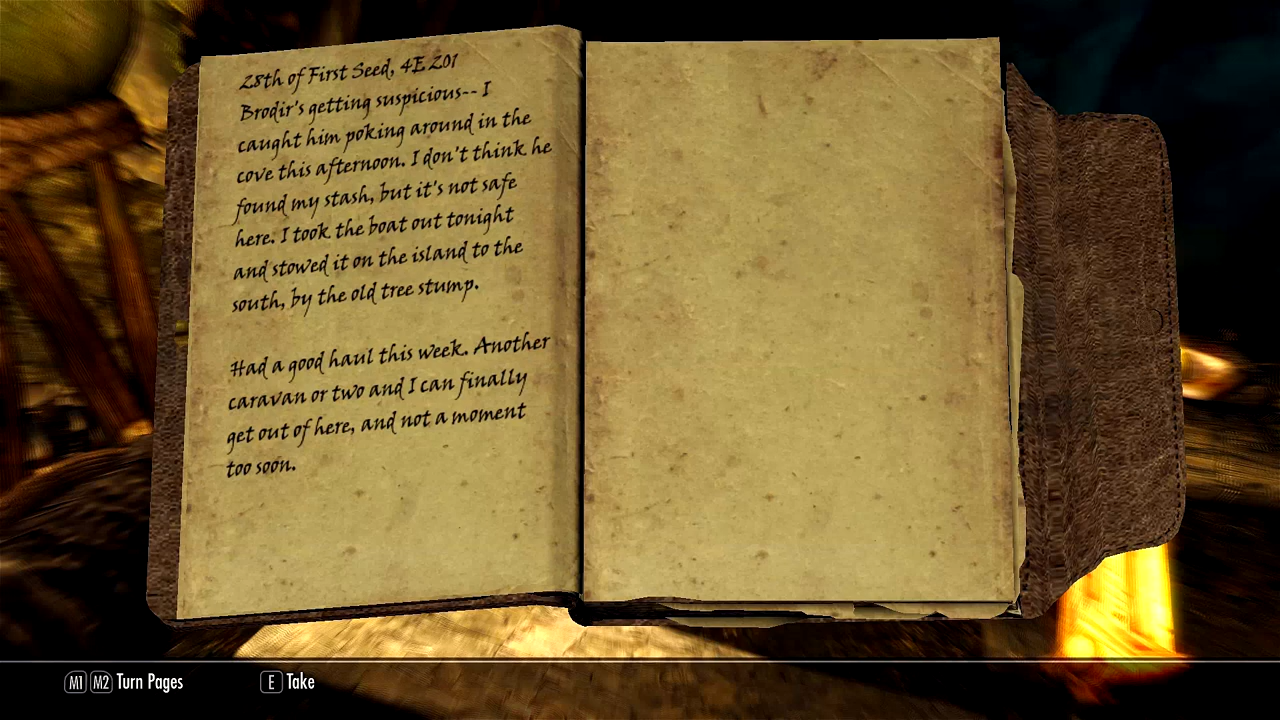 28th of First Seed, 4E 201
Brodir's getting suspicious-- I
caught him poking around in the
cove this afternoon. I don't think he
found my stash, but it's not safe
here. I took the boat out tonight
and stowed it on the island to the
south, by the old tree stump.
Had a good haul this week. Another
caravan or two and I can finally
get out of here, and not a moment
too soon.
M1 M2 Turn Pages E Take